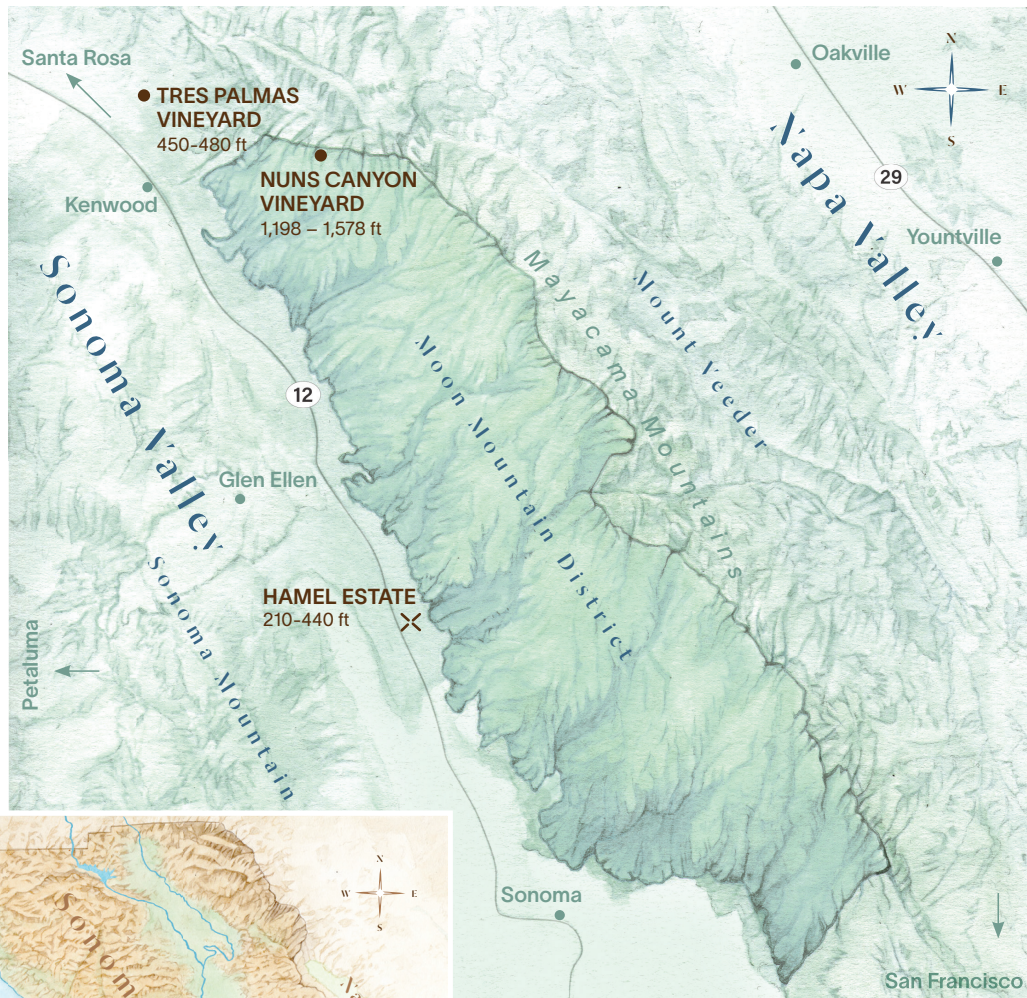 Santa Rosa
TRES PALMAS
VINEYARD
450-480 ft
NUNS CANYON
VINEYARD
1,198 – 1,578 ft
Kenwood
Oakville
N
W
E
S
Napa Valley
29
Yountville
Mayacama Mountains
Mount Veeder
Sonoma Valley
Moon Mountain District
12
Glen Ellen
Sonoma Mountain
HAMEL ESTATE
210-440 ft
Petaluma
Sonoma
San Francisco
N
W
E
S
Sonom
Na